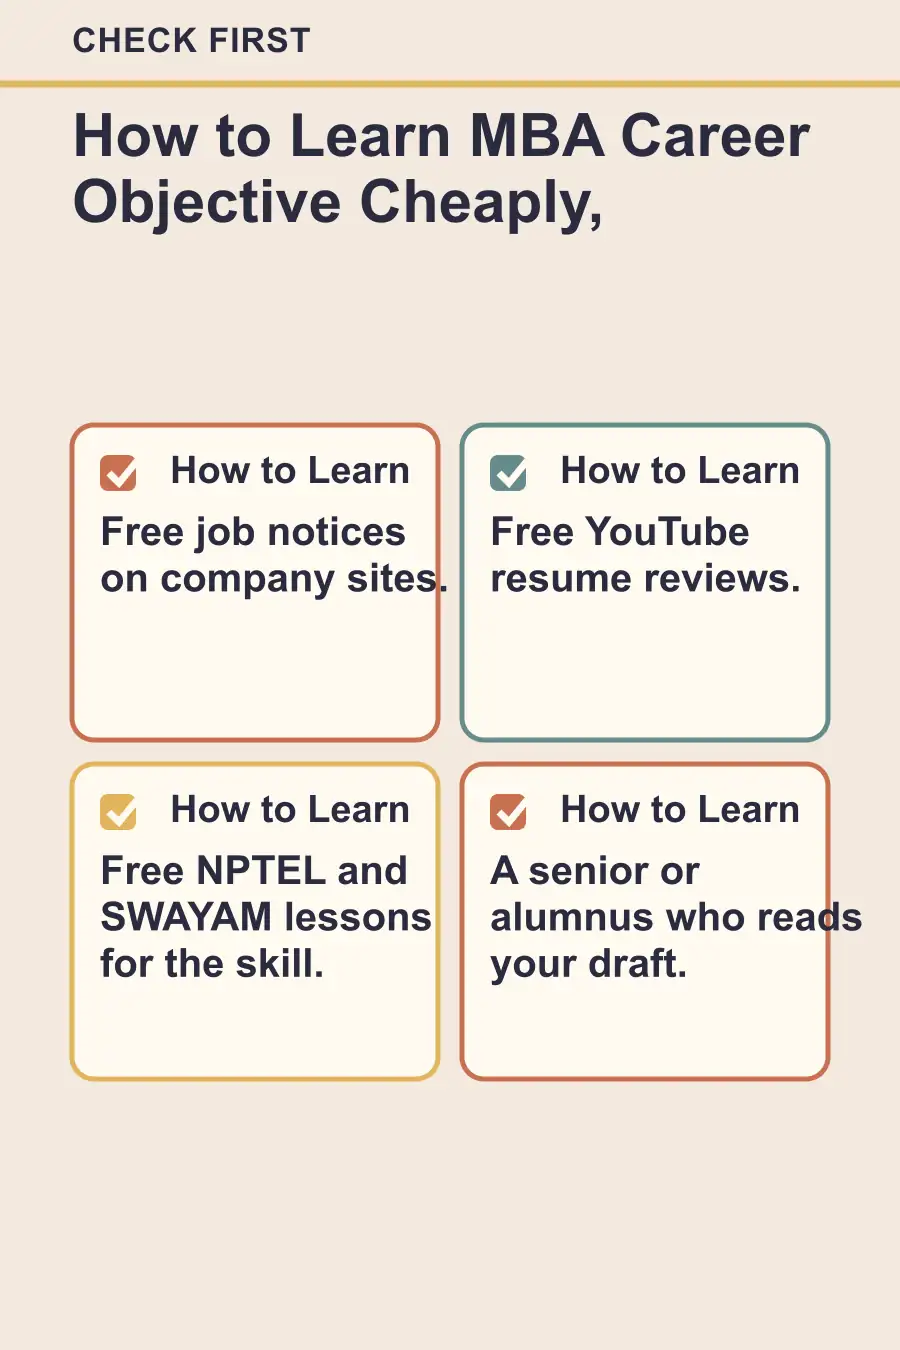 CHECK FIRST
How to Learn MBA Career
Objective Cheaply,
How to Learn
Free job notices
on company sites.
How to Learn
Free YouTube
resume reviews.
How to Learn
Free NPTEL and
SWAYAM lessons
for the skill.
How to Learn
A senior or
alumnus who reads
your draft.